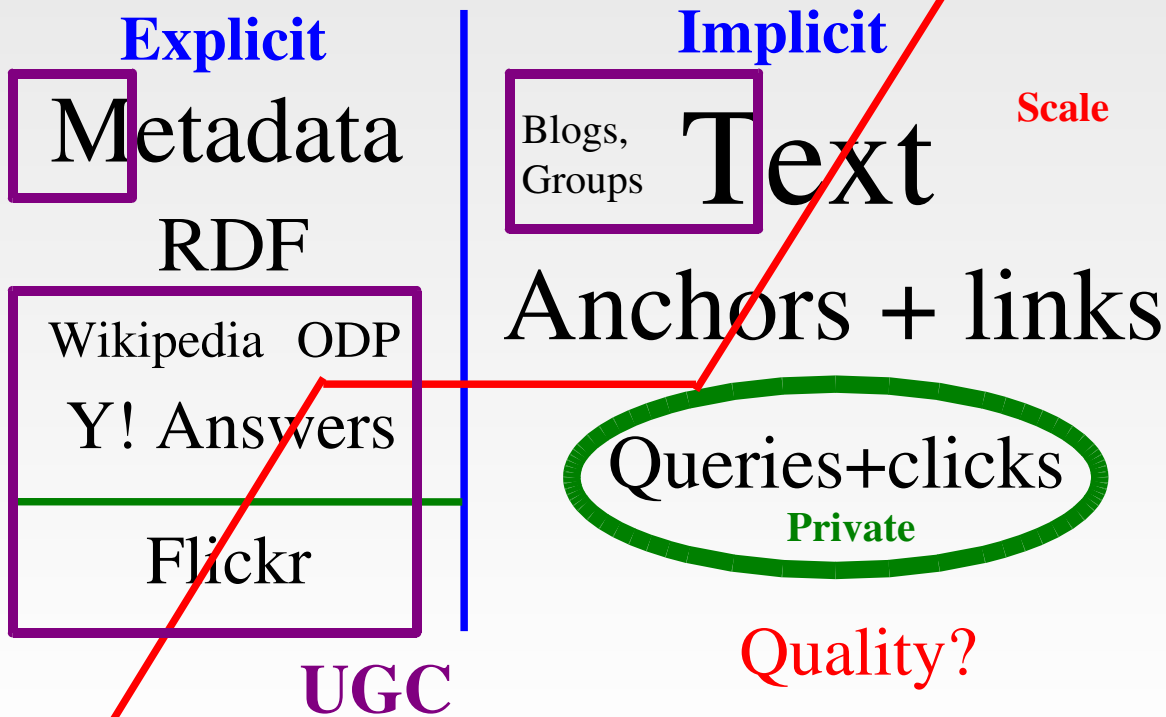 Explicit
Implicit
Scale
Metadata
Blogs,
Groups
Text
RDF
Anchors + links
Wikipedia ODP
Y! Answers
Queries+clicks
Private
Flickr
Quality?
UGC